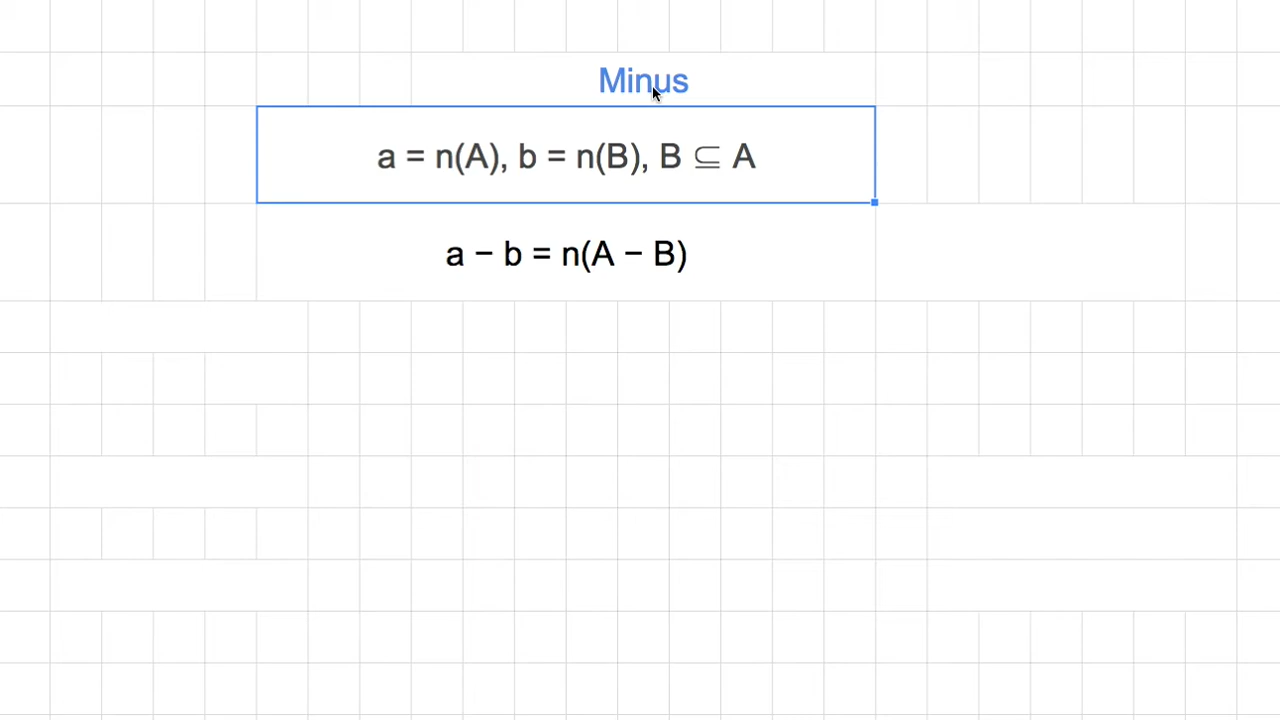 Minus
a = n(A), b = n(B), B ⊆ A
a − b = n(A − B)